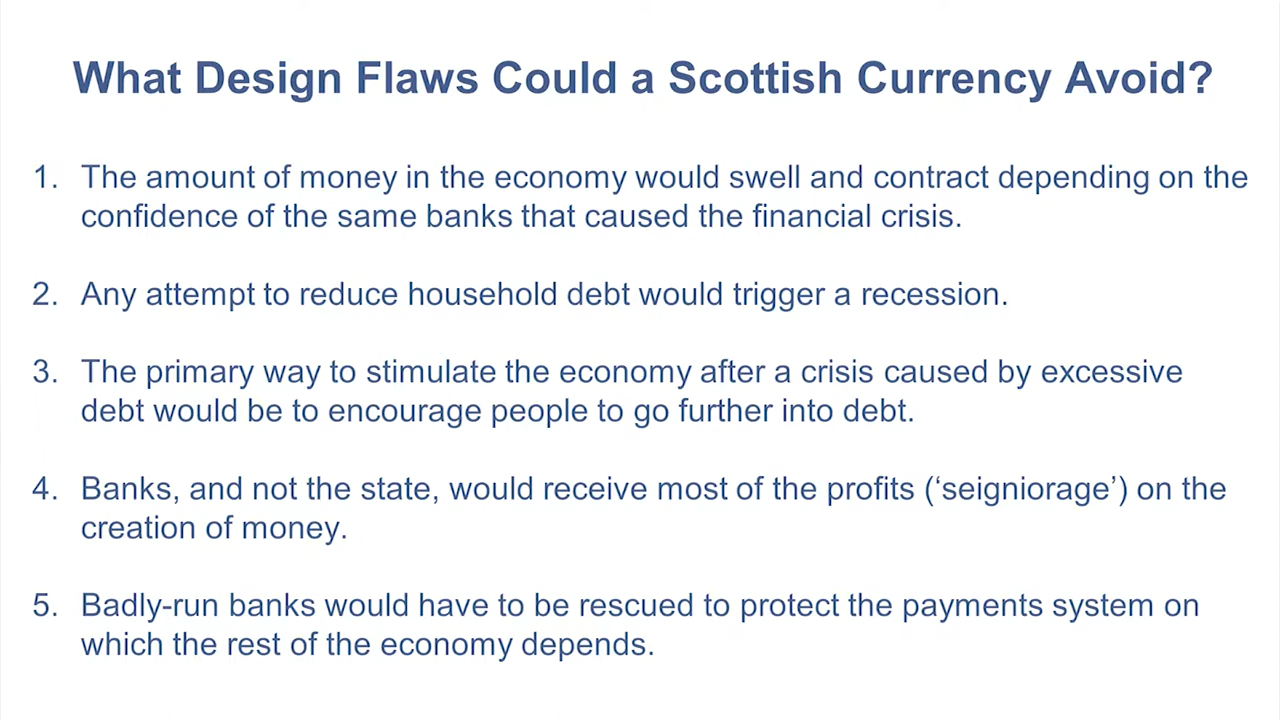 What Design Flaws Could a Scottish Currency Avoid?
1. The amount of money in the economy would swell and contract depending on the
confidence of the same banks that caused the financial crisis.
2. Any attempt to reduce household debt would trigger a recession.
3. The primary way to stimulate the economy after a crisis caused by excessive
debt would be to encourage people to go further into debt.
4. Banks, and not the state, would receive most of the profits (‘seigniorage’) on the
creation of money.
5. Badly-run banks would have to be rescued to protect the payments system on
which the rest of the economy depends.